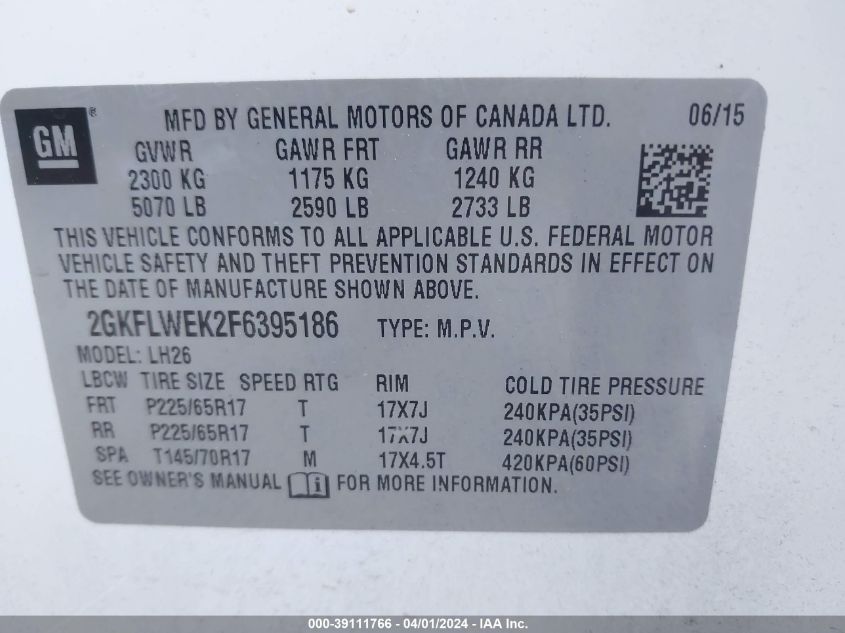 GM ® MFD BY GENERAL MOTORS OF CANADA LTD. 06/15
GVWR GAWR FRT GAWR RR
2300 KG 1175 KG 1240 KG
5070 LB 2590 LB 2733 LB
THIS VEHICLE CONFORMS TO ALL APPLICABLE U.S. FEDERAL MOTOR
VEHICLE SAFETY AND THEFT PREVENTION STANDARDS IN EFFECT ON
THE DATE OF MANUFACTURE SHOWN ABOVE.
2GKFLWEK2F6395186 TYPE: M.P.V.
MODEL: LH26
LBCW TIRE SIZE SPEED RTG RIM COLD TIRE PRESSURE
FRT P225/65R17 T 17X7J 240KPA(35PSI)
RR P225/65R17 T 17X7J 240KPA(35PSI)
SPA T145/70R17 M 17X4.5T 420KPA(60PSI)
SEE OWNER'S MANUAL i FOR MORE INFORMATION.
000-39111766 - 04/01/2024 - IAA Inc.